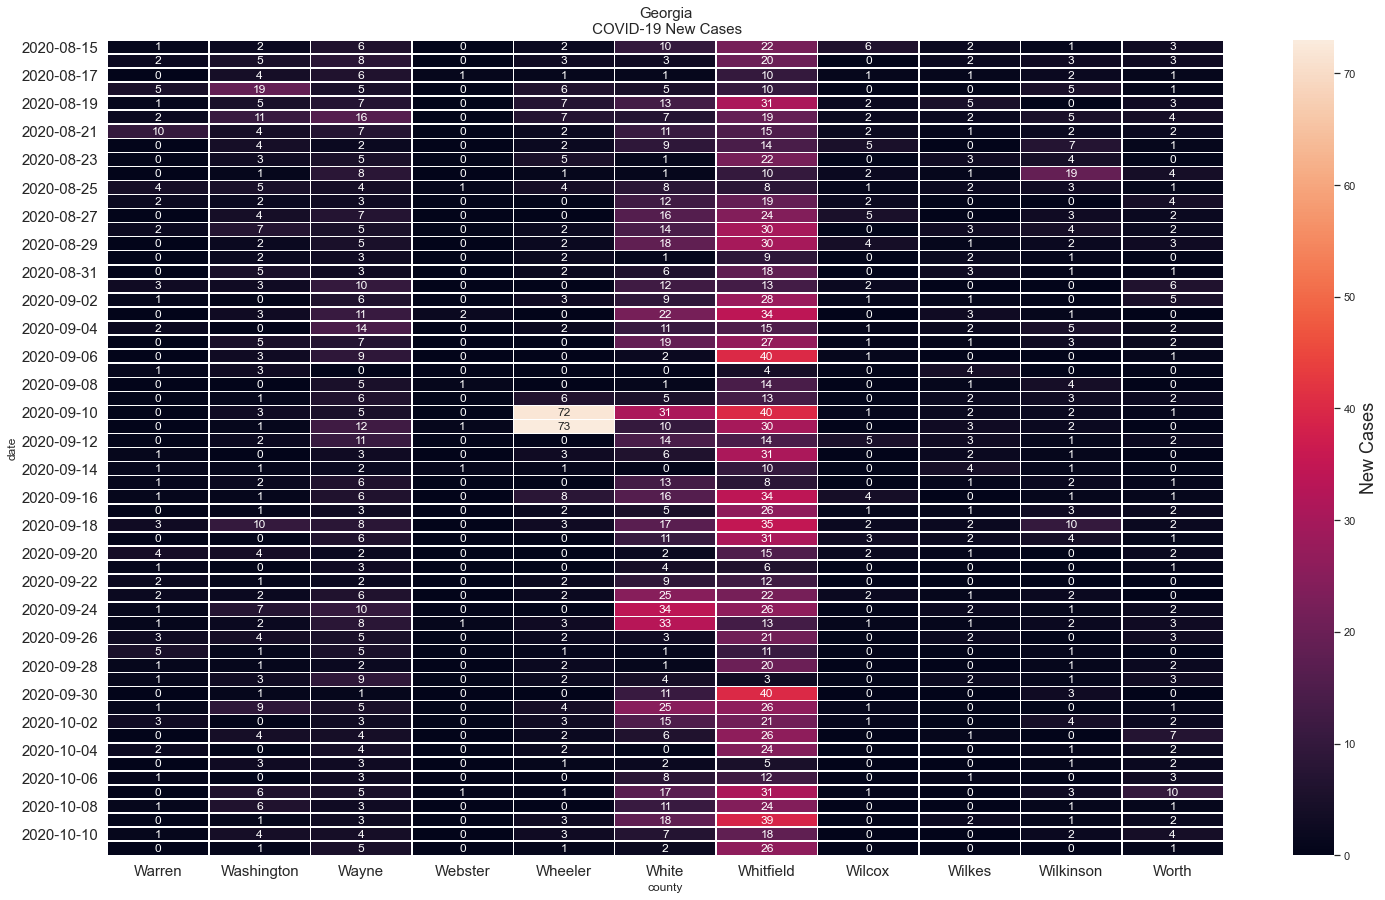 Georgia
COVID-19 New Cases
2020-08-15 1 2 6 0 2 10 22 6 2 1 3
2 5 8 0 3 3 20 0 2 3 3
2020-08-17 0 4 6 1 1 1 10 1 1 2 1
5 19 5 0 6 5 10 0 0 5 1
2020-08-19 1 5 7 0 7 13 31 2 5 0 3
2 11 16 0 7 7 19 2 2 5 4
2020-08-21 10 4 7 0 2 11 15 2 1 2 2
0 4 2 0 2 9 14 5 0 7 1
2020-08-23 0 3 5 0 5 1 22 0 3 4 0
0 1 8 0 1 1 10 2 1 19 4
2020-08-25 4 5 4 1 4 8 8 1 2 3 1
2 2 3 0 0 12 19 2 0 0 4
2020-08-27 0 4 7 0 0 16 24 5 0 3 2
2 7 5 0 2 14 30 0 3 4 2
2020-08-29 0 2 5 0 2 18 30 4 1 2 3
0 2 3 0 2 1 9 0 2 1 0
2020-08-31 0 5 3 0 2 6 18 0 3 1 1
3 3 10 0 0 12 13 2 0 0 6
2020-09-02 1 0 6 0 3 9 28 1 1 0 5
0 3 11 2 0 22 34 0 3 1 0
2020-09-04 2 0 14 0 2 11 15 1 2 5 2
0 5 7 0 0 19 27 1 1 3 2
2020-09-06 0 3 9 0 0 2 40 1 0 0 1
1 3 0 0 0 0 4 0 4 0 0
2020-09-08 0 0 5 1 0 1 14 0 1 4 0
0 1 6 0 6 5 13 0 2 3 2
2020-09-10 0 3 5 0 72 31 40 1 2 2 1
0 1 12 1 73 10 30 0 3 2 0
2020-09-12 0 2 11 0 0 14 14 5 3 1 2
1 0 3 0 3 6 31 0 2 1 0
2020-09-14 1 1 2 1 1 0 10 0 4 1 0
1 2 6 0 0 13 8 0 1 2 1
2020-09-16 1 1 6 0 8 16 34 4 0 1 1
0 1 3 0 2 5 26 1 1 3 2
2020-09-18 3 10 8 0 3 17 35 2 2 10 2
0 0 6 0 0 11 31 3 2 4 1
2020-09-20 4 4 2 0 0 2 15 2 1 0 2
1 0 3 0 0 4 6 0 0 0 1
2020-09-22 2 1 2 0 2 9 12 0 0 0 0
2 2 6 0 2 25 22 2 1 2 0
2020-09-24 1 7 10 0 0 34 26 0 2 1 2
1 2 8 1 3 33 13 1 1 2 3
2020-09-26 3 4 5 0 2 3 21 0 2 0 3
5 1 5 0 1 1 11 0 0 1 3
2020-09-28 1 1 2 0 2 1 20 0 0 1 2
1 3 9 0 2 4 3 0 2 1 3
2020-09-30 0 1 1 0 0 11 40 0 0 3 0
1 9 5 0 4 25 26 1 0 0 1
2020-10-02 3 0 3 0 3 15 21 1 0 4 2
0 4 4 0 2 6 26 0 1 0 7
2020-10-04 2 0 4 0 2 0 24 0 0 1 2
0 3 3 0 1 2 5 0 0 1 2
2020-10-06 1 0 3 0 0 8 12 0 1 0 3
0 6 5 1 1 17 31 1 0 3 10
2020-10-08 1 6 3 0 0 11 24 0 0 1 1
0 1 3 0 3 18 39 0 2 1 2
2020-10-10 1 4 4 0 3 7 18 0 0 2 4
0 1 5 0 1 2 26 0 0 0 1
Warren Washington Wayne Webster Wheeler White Whitfield Wilcox Wilkes Wilkinson Worth
county
date
70
60
50
40
30
20
10
0
New Cases